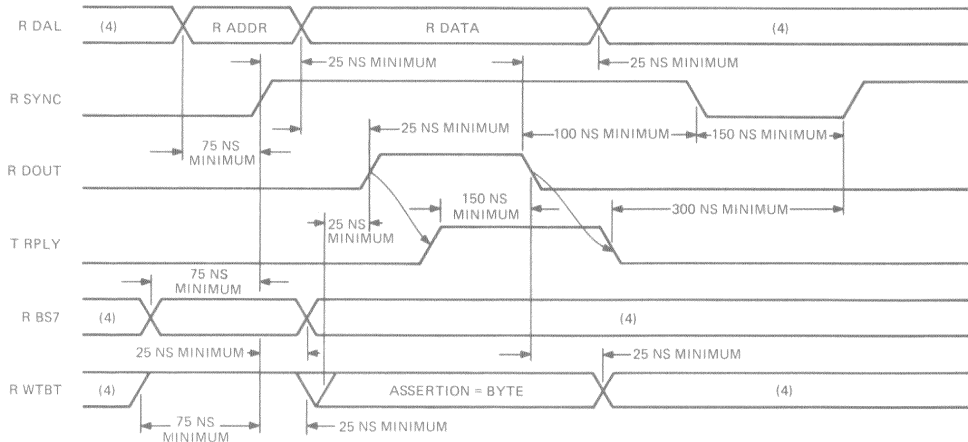 R DAL (4) R ADDR R DATA (4)
25 NS MINIMUM 25 NS MINIMUM
R SYNC
25 NS MINIMUM
75 NS
MINIMUM
100 NS MINIMUM 150 NS MINIMUM
R DOUT
150 NS
MINIMUM
25 NS
MINIMUM
300 NS MINIMUM
T RPLY
75 NS
MINIMUM
R BS7 (4) (4)
25 NS MINIMUM 25 NS MINIMUM
R WTBT (4) ASSERTION = BYTE (4)
75 NS
MINIMUM
25 NS MINIMUM